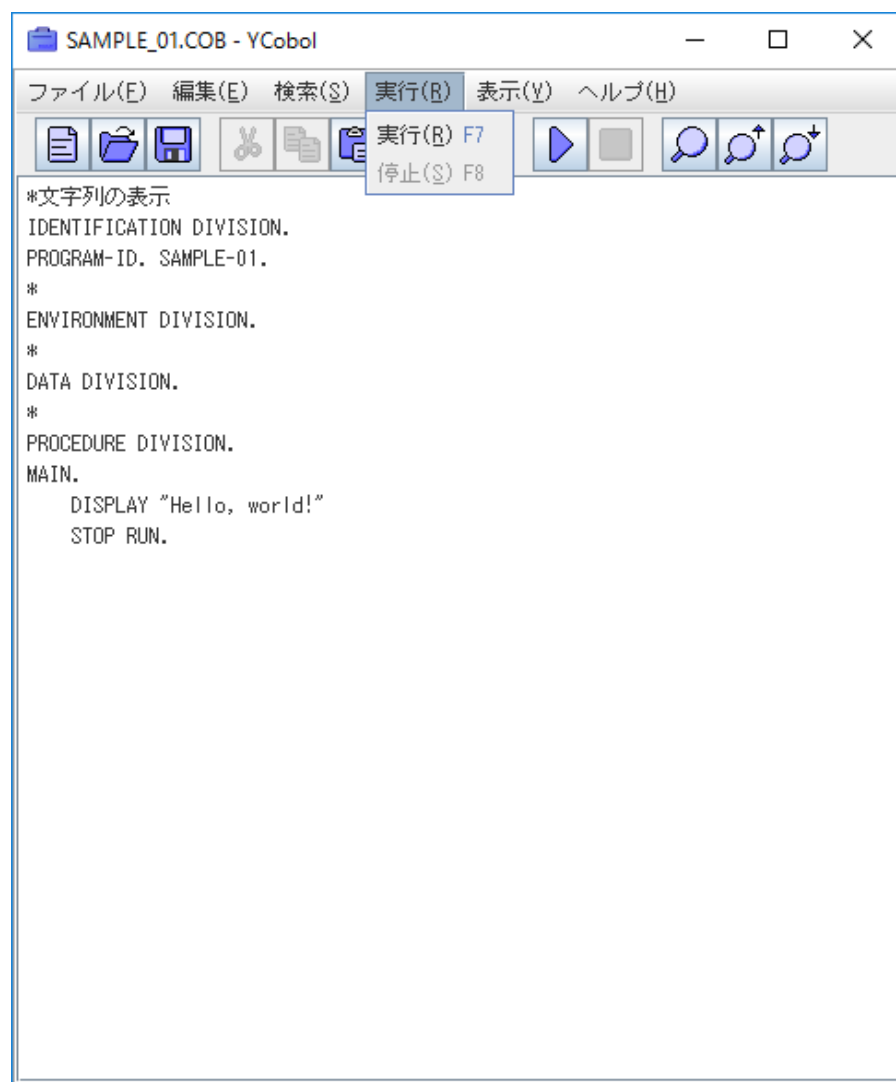 SAMPLE_01.COB - YCobol
ファイル(F) 編集(E) 検索(S) 実行(R) 表示(V) ヘルプ(H)
実行(R) F7
停止(S) F8
*文字列の表示
IDENTIFICATION DIVISION.
PROGRAM-ID. SAMPLE-01.
*
ENVIRONMENT DIVISION.
*
DATA DIVISION.
*
PROCEDURE DIVISION.
MAIN.
DISPLAY "Hello, world!"
STOP RUN.